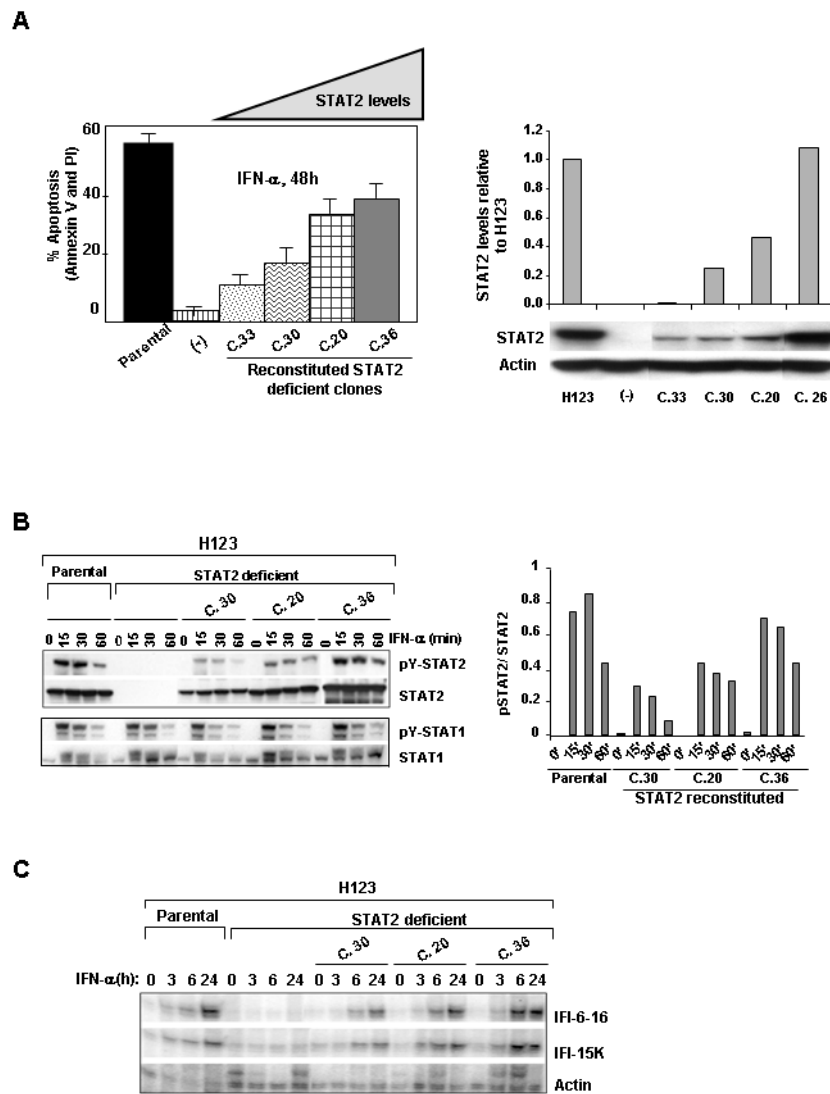 A
STAT2 levels
60
40
20
0
% Apoptosis
(Annexin V and PI)
IFN-α, 48h
Parental
(-)
C.33
C.30
C.20
C.36
Reconstituted STAT2
deficient clones
STAT2 levels relative
to H123
1.2
1.0
0.8
0.6
0.4
0.2
0.0
STAT2
Actin
H123 (-) C.33 C.30 C.20 C. 26
B
H123
Parental STAT2 deficient
C. 30 C. 20 C. 36
0 15 30 60 0 15 30 60 0 15 30 60 0 15 30 60 0 15 30 60 IFN-α (min)
pY-STAT2
STAT2
pY-STAT1
STAT1
pSTAT2/ STAT2
1
0.8
0.6
0.4
0.2
0
0' 15' 30' 60' 0' 15' 30' 60' 0' 15' 30' 60' 0' 15' 30' 60'
Parental C.30 C.20 C.36
STAT2 reconstituted
C
H123
Parental STAT2 deficient
C. 30 C. 20 C. 36
IFN-α(h): 0 3 6 24 0 3 6 24 0 3 6 24 0 3 6 24 0 3 6 24
IFI-6-16
IFI-15K
Actin